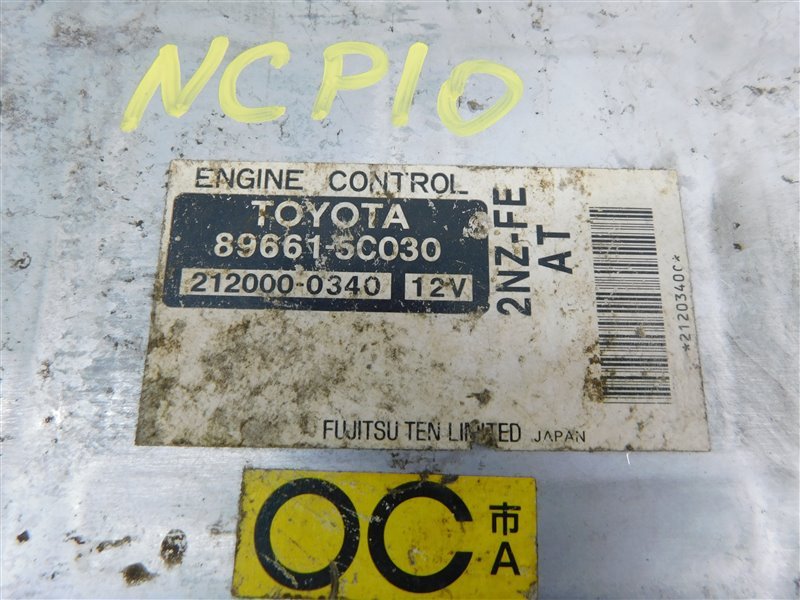 NCP10
ENGINE CONTROL
TOYOTA
89661-5C030
212000-0340 12V
2NZ-FE
AT
*2120340C*
FUJITSU TEN LIMITED JAPAN
OC 市
A